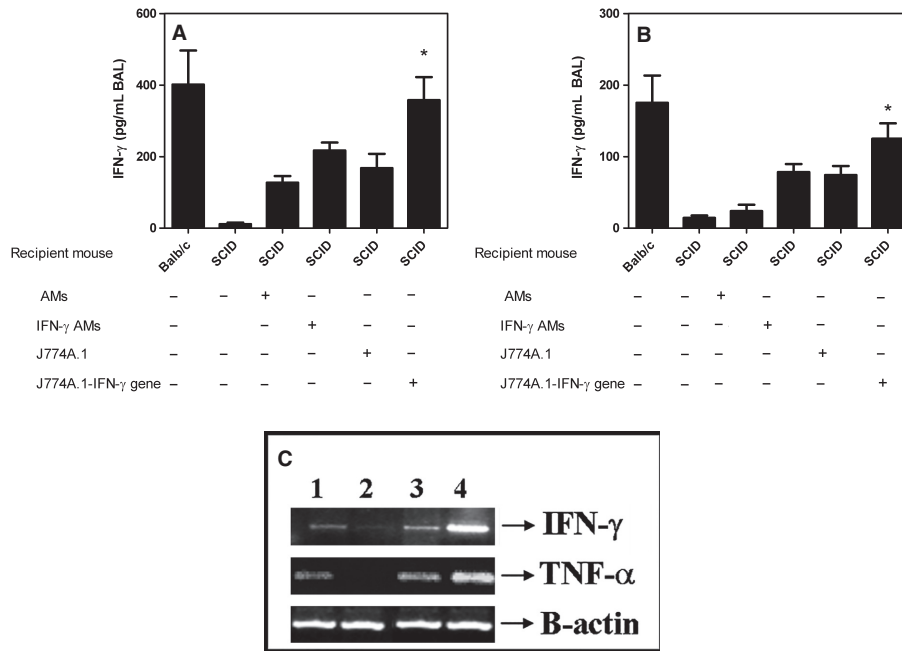 A
IFN-γ (pg/mL BAL)
600
400
200
0
*
Recipient mouse
Balb/c SCID SCID SCID SCID SCID
AMs – – + – – –
IFN-γ AMs – – – + – –
J774A.1 – – – – + –
J774A.1-IFN-γ gene – – – – – +
B
IFN-γ (pg/mL BAL)
300
200
100
0
*
Recipient mouse
Balb/c SCID SCID SCID SCID SCID
AMs – – + – – –
IFN-γ AMs – – – + – –
J774A.1 – – – – + –
J774A.1-IFN-γ gene – – – – – +
C
1 2 3 4
IFN-γ
TNF-α
B-actin